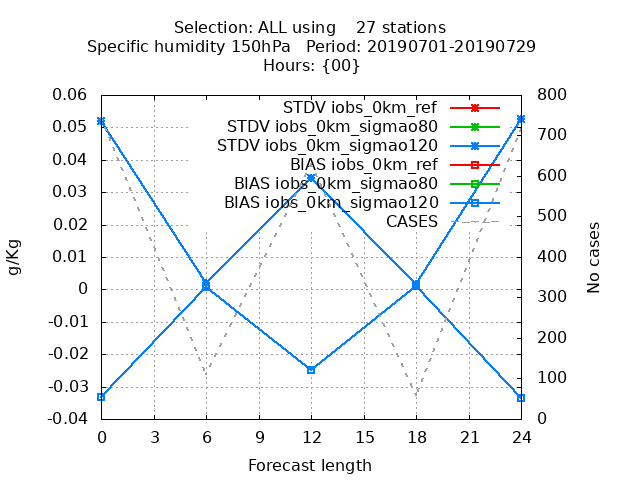 Selection: ALL using    27 stations
Specific humidity 150hPa   Period: 20190701-20190729
Hours: {00}
STDV iobs_0km_ref
STDV iobs_0km_sigmao80
STDV iobs_0km_sigmao120
BIAS iobs_0km_ref
BIAS iobs_0km_sigmao80
BIAS iobs_0km_sigmao120
CASES
0.06
0.05
0.04
0.03
0.02
0.01
0
-0.01
-0.02
-0.03
-0.04
g/Kg
800
700
600
500
400
300
200
100
0
No cases
0 3 6 9 12 15 18 21 24
Forecast length